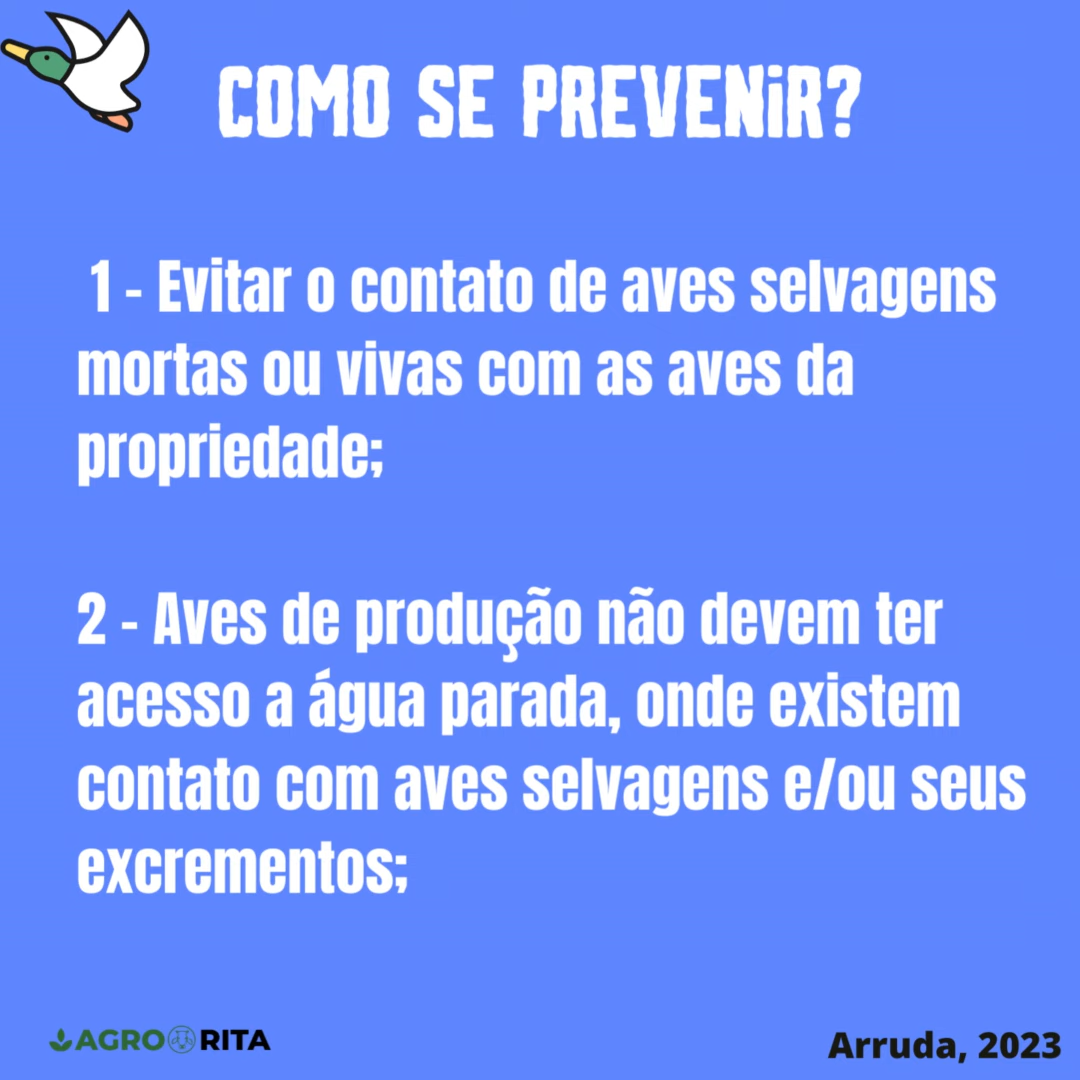 COMO SE PREVENiR?
1 - Evitar o contato de aves selvagens
mortas ou vivas com as aves da
propriedade;
2 - Aves de produção não devem ter
acesso a água parada, onde existem
contato com aves selvagens e/ou seus
excrementos;
AGRO RITA
Arruda, 2023